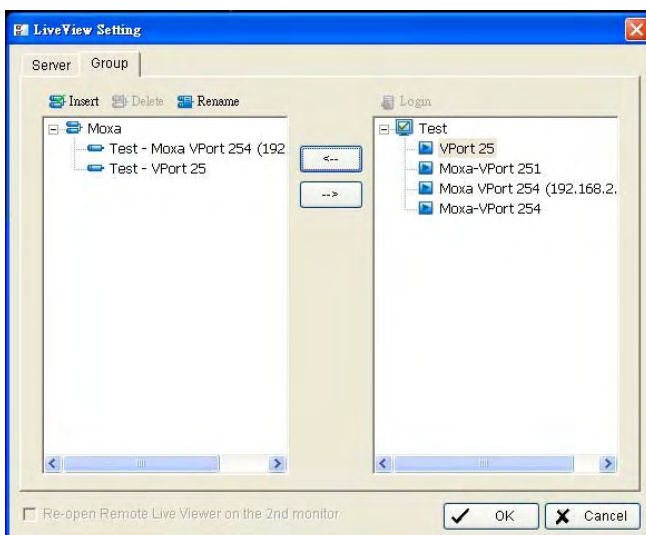 LiveView Setting
Server Group
Insert Delete Rename
Login
Moxa
Test - Moxa VPort 254 (192
Test - VPort 25
<--
-->
Test
VPort 25
Moxa-VPort 251
Moxa VPort 254 (192.168.2.
Moxa-VPort 254
Re-open Remote Live Viewer on the 2nd monitor
OK
Cancel